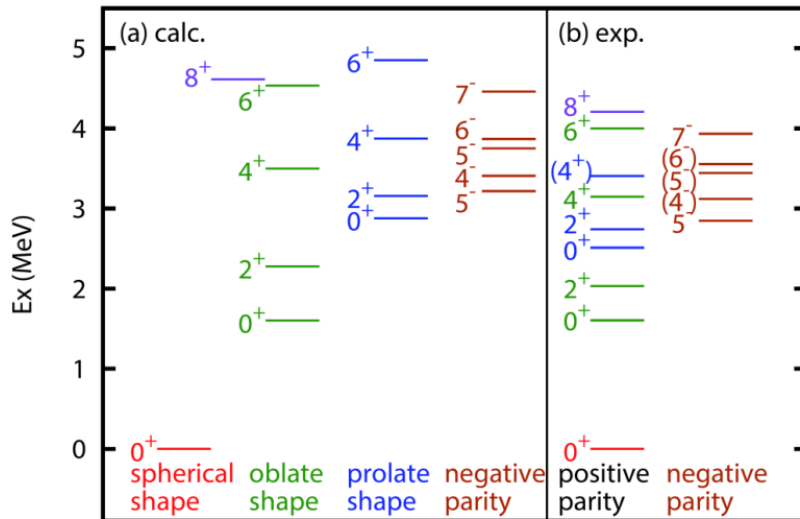 (a) calc.
(b) exp.
Ex (MeV)
5
4
3
2
1
0
8⁺
6⁺
4⁺
2⁺
0⁺
6⁺
4⁺
2⁺
0⁺
7⁻
6⁻
5⁻
4⁻
5⁻
0⁺
spherical
shape
oblate
shape
prolate
shape
negative
parity
8⁺
6⁺
(4⁺)
4⁺
2⁺
0⁺
2⁺
0⁺
0⁺
7⁻
(6⁻)
(5⁻)
(4⁻)
5⁻
positive
parity
negative
parity